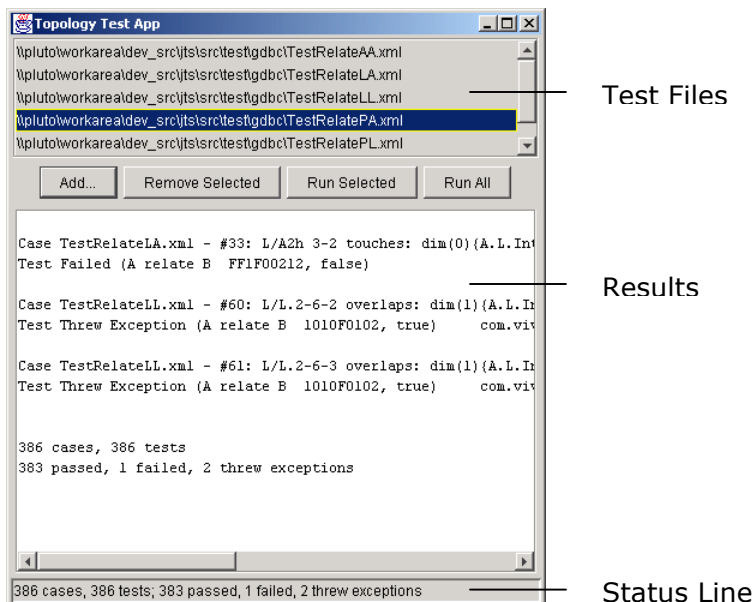 Topology Test App
\\pluto\workarea\dev_src\jts\src\test\gdbc\TestRelateAA.xml
\\pluto\workarea\dev_src\jts\src\test\gdbc\TestRelateLA.xml
\\pluto\workarea\dev_src\jts\src\test\gdbc\TestRelateLL.xml
\\pluto\workarea\dev_src\jts\src\test\gdbc\TestRelatePA.xml
\\pluto\workarea\dev_src\jts\src\test\gdbc\TestRelatePL.xml
Test Files
Add... Remove Selected Run Selected Run All
Case TestRelateLA.xml - #33: L/A2h 3-2 touches: dim(0){A.L.Int
Test Failed (A relate B FF1F00212, false)
Results
Case TestRelateLL.xml - #60: L/L.2-6-2 overlaps: dim(1){A.L.In
Test Threw Exception (A relate B 1010F0102, true) com.viv
Case TestRelateLL.xml - #61: L/L.2-6-3 overlaps: dim(1){A.L.In
Test Threw Exception (A relate B 1010F0102, true) com.viv
386 cases, 386 tests
383 passed, 1 failed, 2 threw exceptions
386 cases, 386 tests; 383 passed, 1 failed, 2 threw exceptions
Status Line